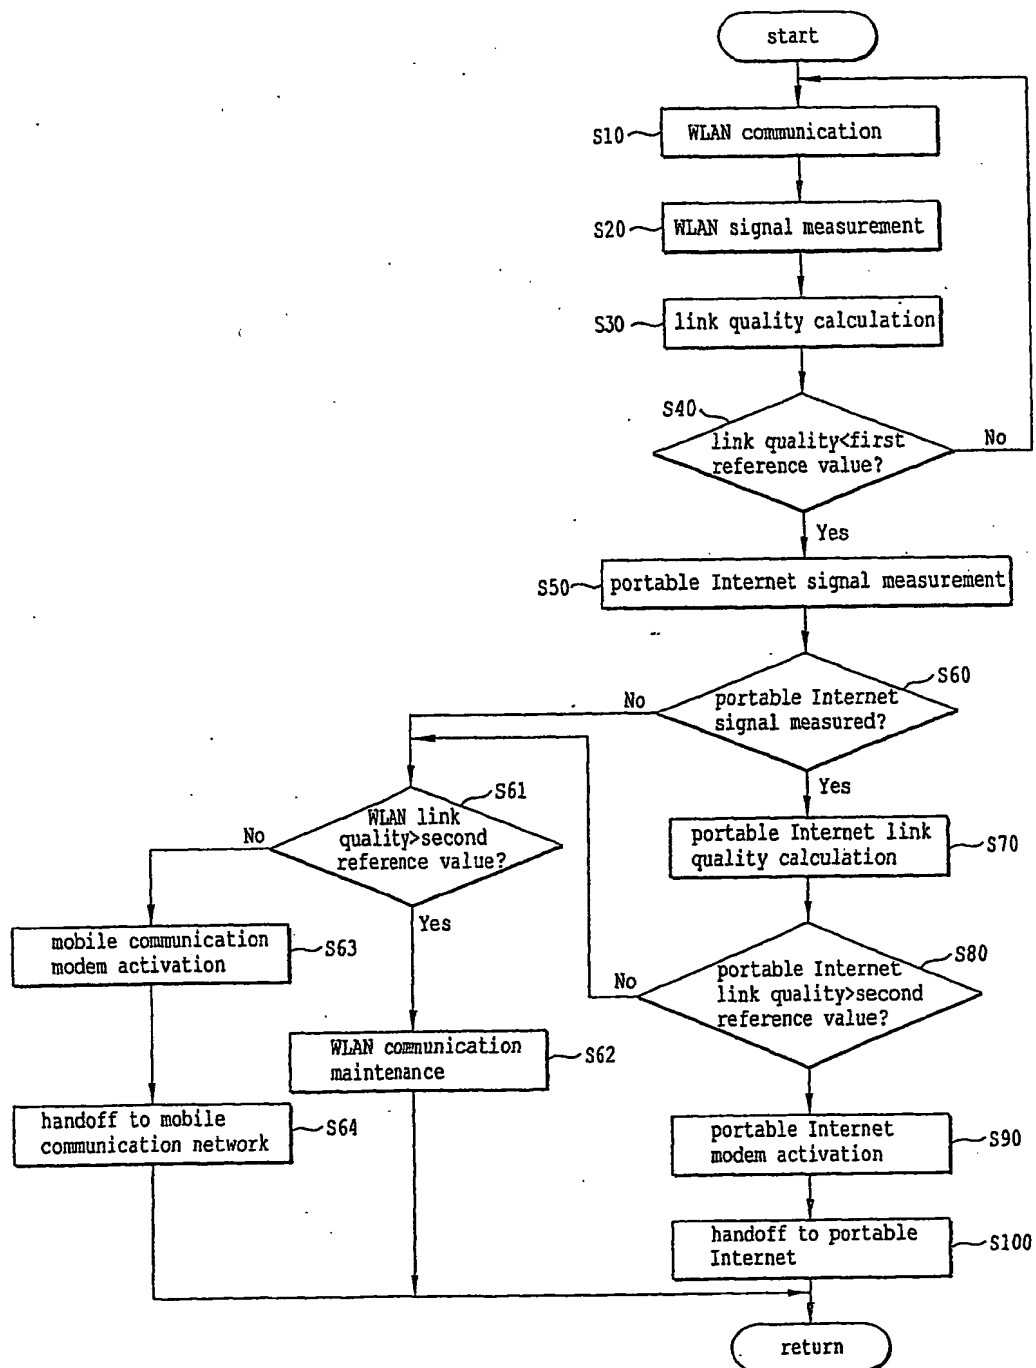 start
S10
WLAN communication
S20
WLAN signal measurement
S30
link quality calculation
S40
link quality<first
reference value?
No
Yes
S50
portable Internet signal measurement
S60
portable Internet
signal measured?
No
Yes
S61
WLAN link
quality>second
reference value?
No
Yes
portable Internet link
quality calculation
S70
mobile communication
modem activation
S63
S80
portable Internet
link quality>second
reference value?
No
WLAN communication
maintenance
S62
handoff to mobile
communication network
S64
portable Internet
modem activation
S90
handoff to portable
Internet
S100
return